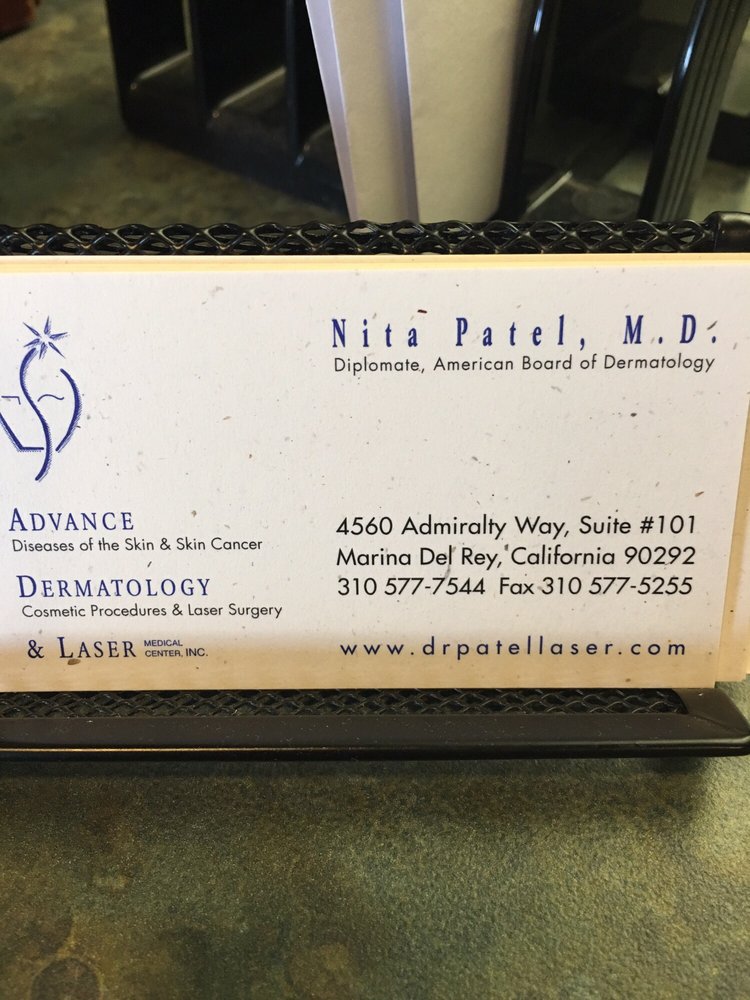 Nita Patel, M.D.
Diplomate, American Board of Dermatology
ADVANCE
Diseases of the Skin & Skin Cancer
DERMATOLOGY
Cosmetic Procedures & Laser Surgery
& LASER MEDICAL CENTER, INC.
4560 Admiralty Way, Suite #101
Marina Del Rey, California 90292
310 577-7544 Fax 310 577-5255
www.drpatellaser.com